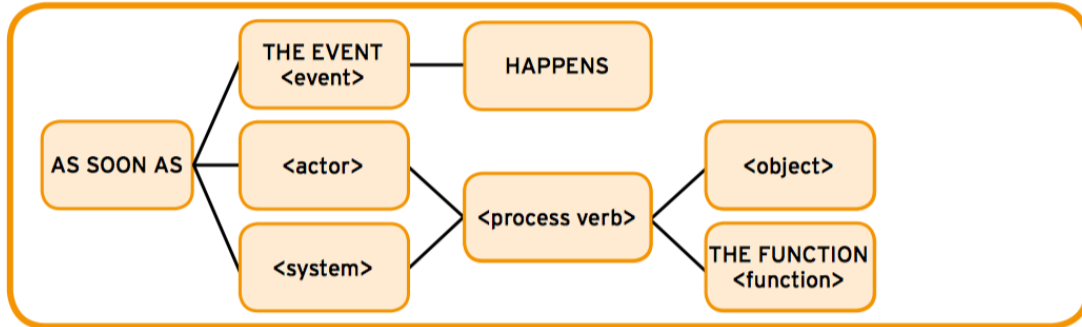 THE EVENT
<event>
HAPPENS
AS SOON AS
<actor>
<object>
<process verb>
<system>
THE FUNCTION
<function>